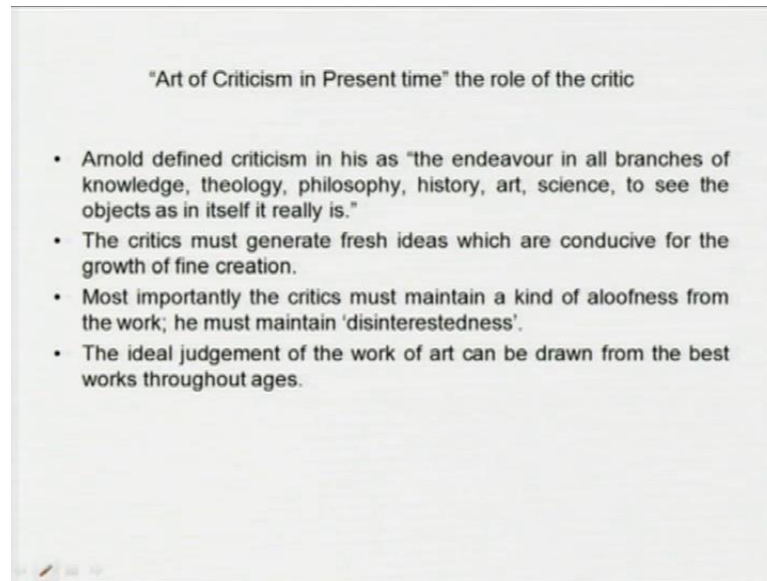 "Art of Criticism in Present time" the role of the critic
• Arnold defined criticism in his as "the endeavour in all branches of
knowledge, theology, philosophy, history, art, science, to see the
objects as in itself it really is."
• The critics must generate fresh ideas which are conducive for the
growth of fine creation.
• Most importantly the critics must maintain a kind of aloofness from
the work; he must maintain 'disinterestedness'.
• The ideal judgement of the work of art can be drawn from the best
works throughout ages.